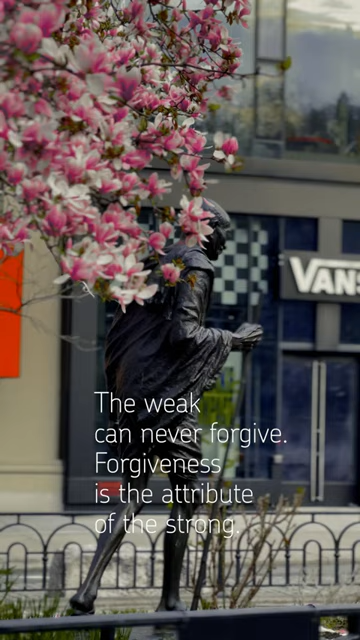 VANS
The weak
can never forgive.
Forgiveness
is the attribute
of the strong.